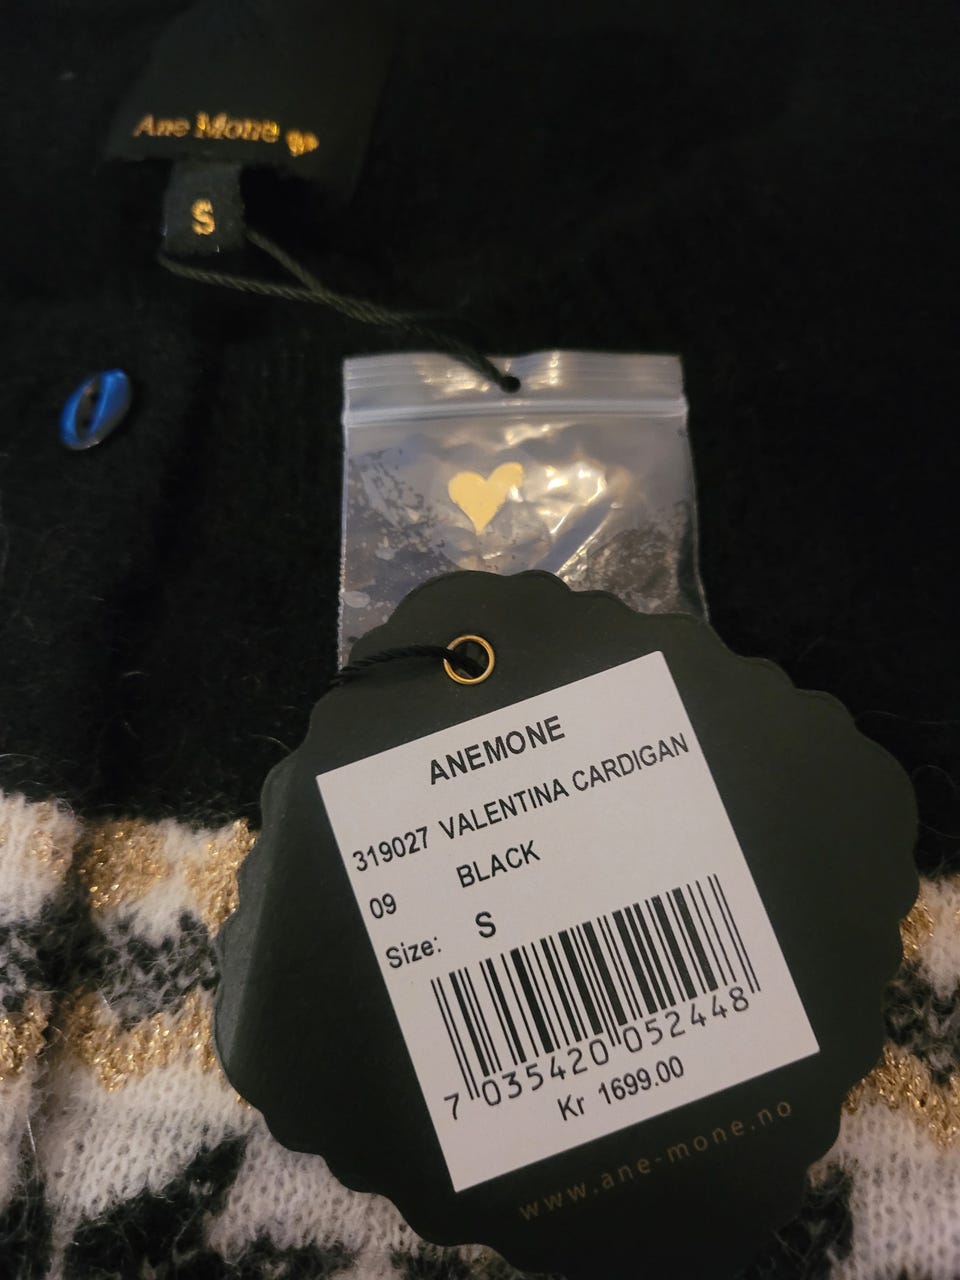 Ane Mone
S
ANEMONE
319027 VALENTINA CARDIGAN
09 BLACK
Size: S
7 035420 052448
Kr 1699.00
www.ane-mone.no